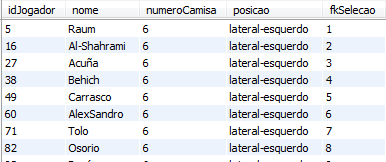 idJogador nome numeroCamisa posicao fkSelecao
5 Raum 6 lateral-esquerdo 1
16 Al-Shahrami 6 lateral-esquerdo 2
27 Acuña 6 lateral-esquerdo 3
38 Behich 6 lateral-esquerdo 4
49 Carrasco 6 lateral-esquerdo 5
60 AlexSandro 6 lateral-esquerdo 6
71 Tolo 6 lateral-esquerdo 7
82 Osorio 6 lateral-esquerdo 8